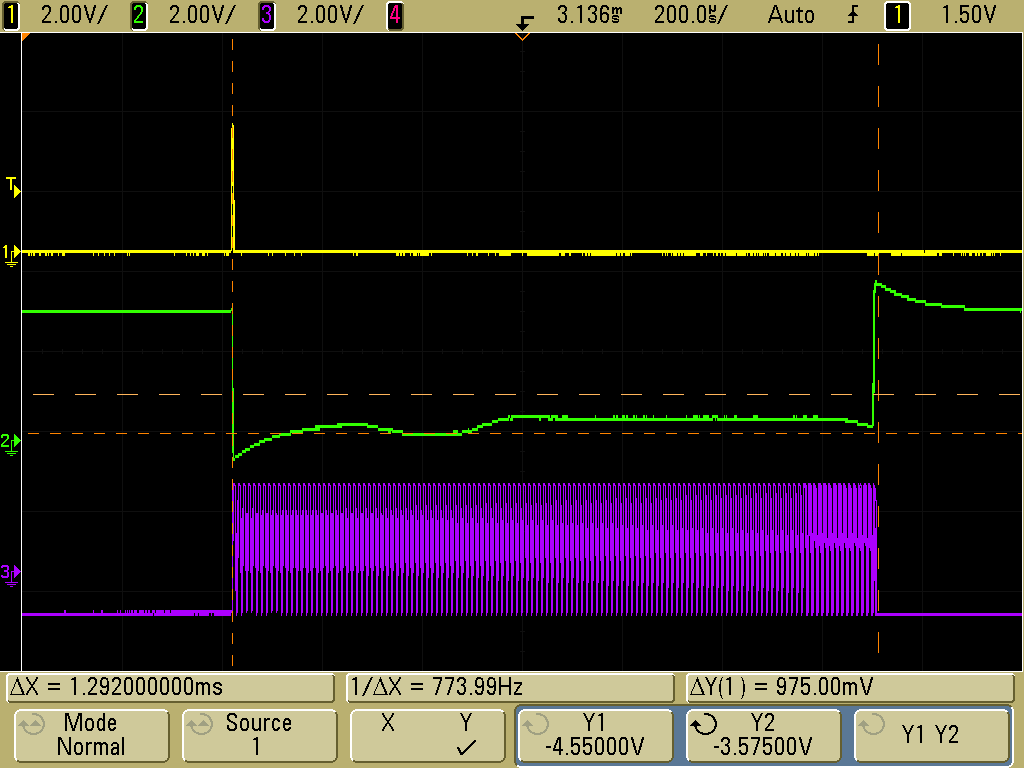 1 2.00V/ 2 2.00V/ 3 2.00V/ 4 3.136ms 200.0µs/ Auto 1 1.50V
T
1
2
3
ΔX = 1.292000000ms 1/ΔX = 773.99Hz ΔY(1) = 975.00mV
Mode Source X Y Y1 Y2 Y1 Y2
Normal 1 -4.55000V -3.57500V